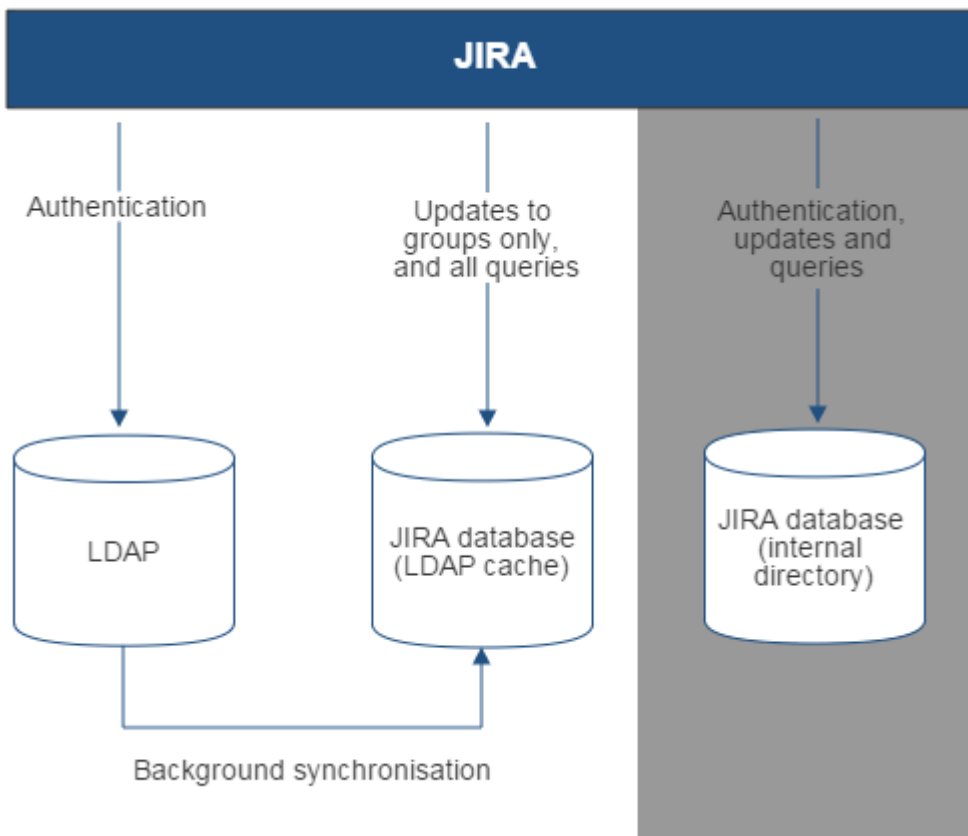 JIRA
Authentication
Updates to
groups only,
and all queries
Authentication,
updates and
queries
LDAP
JIRA database
(LDAP cache)
JIRA database
(internal
directory)
Background synchronisation